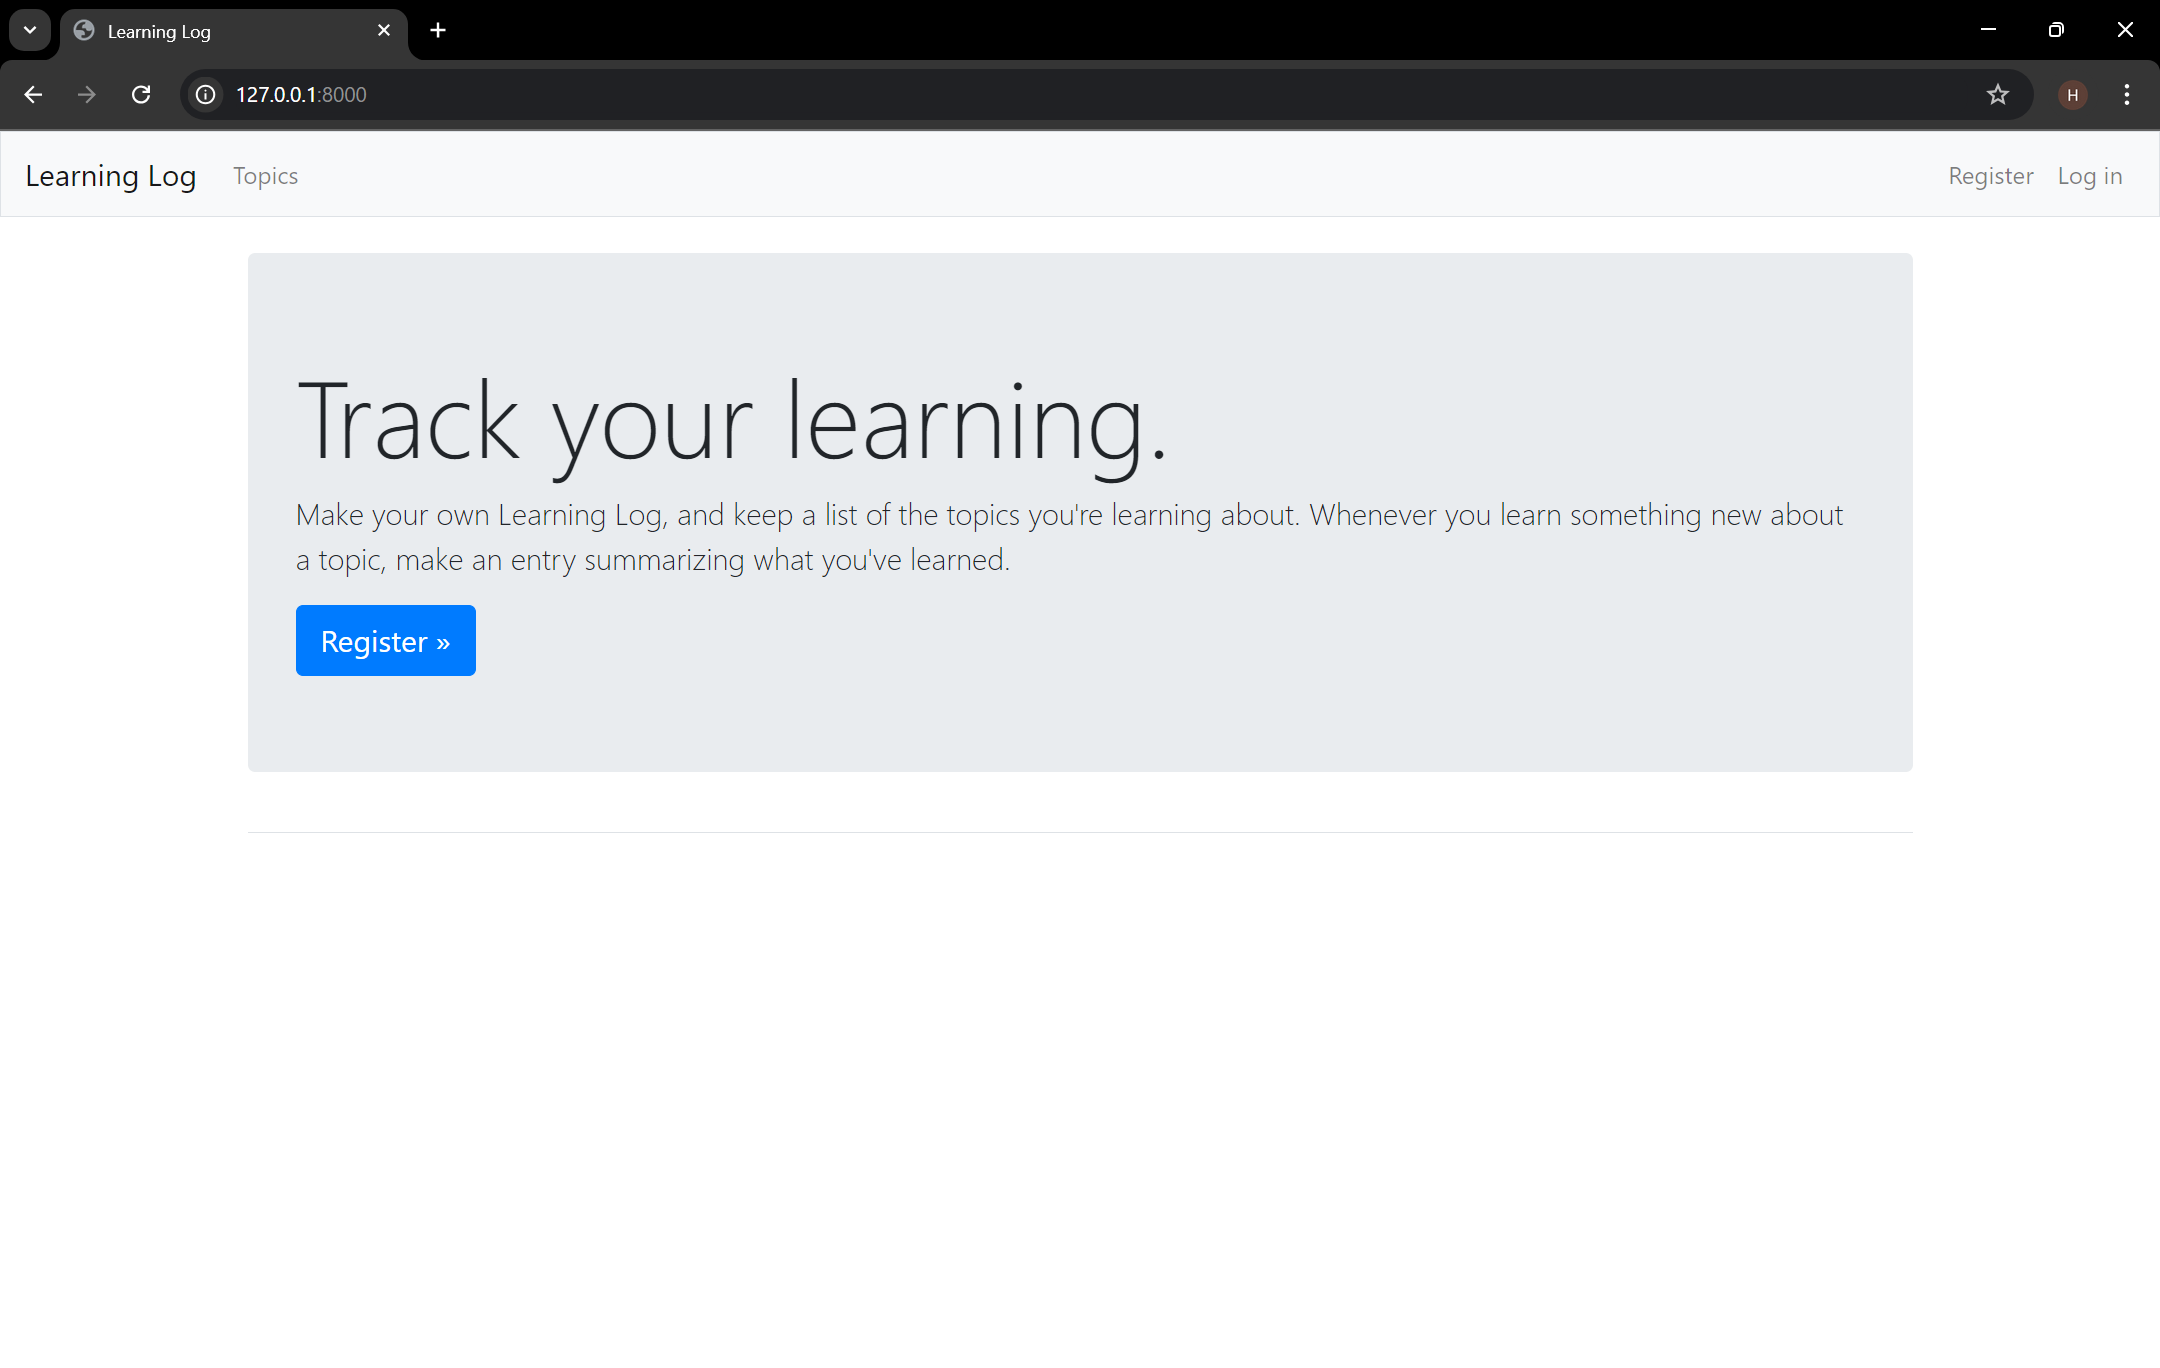 Learning Log
127.0.0.1:8000
H
Learning Log Topics Register Log in
Track your learning.
Make your own Learning Log, and keep a list of the topics you're learning about. Whenever you learn something new about
a topic, make an entry summarizing what you've learned.
Register »